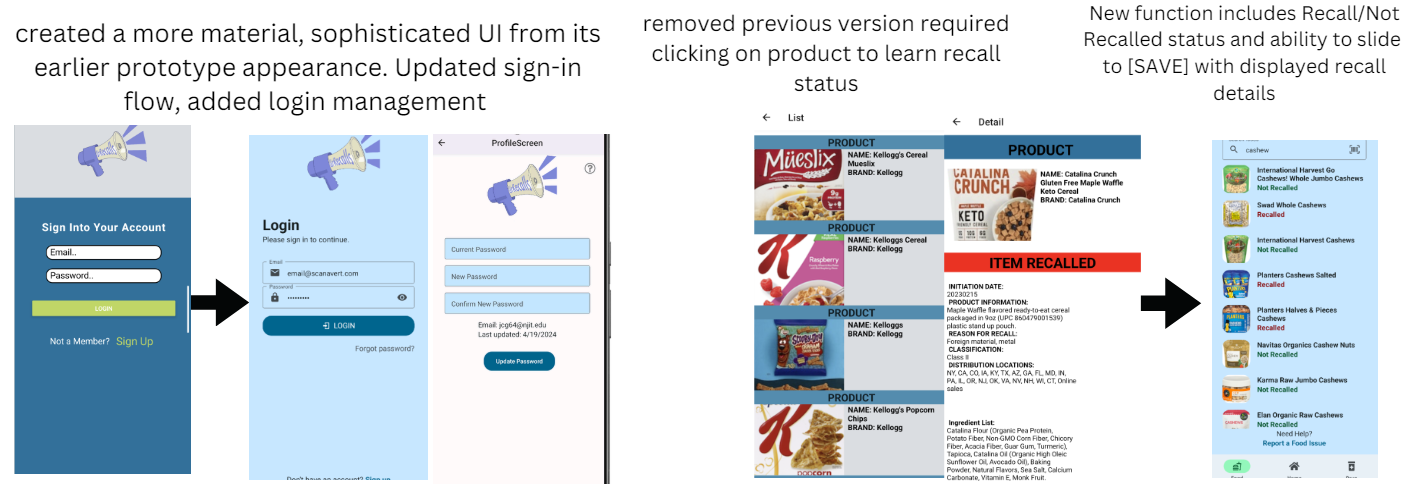 created a more material, sophisticated UI from its
earlier prototype appearance. Updated sign-in
flow, added login management
Sign Into Your Account
Email..
Password..
LOGIN
Not a Member? Sign Up
Login
Please sign in to continue.
Email
email@scanavert.com
Password
LOGIN
Forgot password?
Don't have an account? Sign up
ProfileScreen
Current Password
New Password
Confirm New Password
Email: jcg64@njit.edu
Last updated: 4/19/2024
Update Password
removed previous version required
clicking on product to learn recall
status
List
PRODUCT
Müeslix
NAME: Kellogg's Cereal
Mueslix
BRAND: Kellogg
PRODUCT
K
Raspberry
NAME: Kelloggs Cereal
BRAND: Kellogg
PRODUCT
NAME: Kelloggs
BRAND: Kellogg
PRODUCT
K
popcorn
NAME: Kellogg's Popcorn
Chips
BRAND: Kellogg
Detail
PRODUCT
CATALINA
CRUNCH
KETO
NAME: Catalina Crunch
Gluten Free Maple Waffle
Keto Cereal
BRAND: Catalina Crunch
ITEM RECALLED
INITIATION DATE:
20230215
PRODUCT INFORMATION:
Maple Waffle flavored ready-to-eat cereal
packaged in 9oz (UPC 860479001539)
plastic stand up pouch.
REASON FOR RECALL:
Foreign material, metal
CLASSIFICATION:
Class II
DISTRIBUTION LOCATIONS:
NY, CA, CO, IA, KY, TX, AZ, GA, FL, MD, IN,
PA, IL, OR, NJ, OK, VA, NV, NH, WI, CT, Online
sales
Ingredient List:
Catalina Flour (Organic Pea Protein,
Potato Fiber, Non-GMO Corn Fiber, Chicory
Fiber, Acacia Fiber, Guar Gum, Turmeric),
Tapioca, Catalina Oil (Organic High Oleic
Sunflower Oil, Avocado Oil), Baking
Powder, Natural Flavors, Sea Salt, Calcium
Carbonate, Vitamin E, Monk Fruit.
New function includes Recall/Not
Recalled status and ability to slide
to [SAVE] with displayed recall
details
cashew
International Harvest Go
Cashews! Whole Jumbo Cashews
Not Recalled
Swad Whole Cashews
Recalled
International Harvest Cashews
Not Recalled
Planters Cashews Salted
Recalled
Planters Halves & Pieces
Cashews
Recalled
Navitas Organics Cashew Nuts
Not Recalled
Karma Raw Jumbo Cashews
Not Recalled
Elan Organic Raw Cashews
Not Recalled
Need Help?
Report a Food Issue